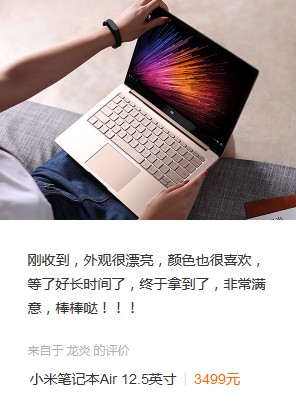 刚收到，外观很漂亮，颜色也很喜欢，
等了好长时间了，终于拿到了，非常满
意，棒棒哒！！！
来自于 龙炎 的评价
小米笔记本Air 12.5英寸 | 3499元